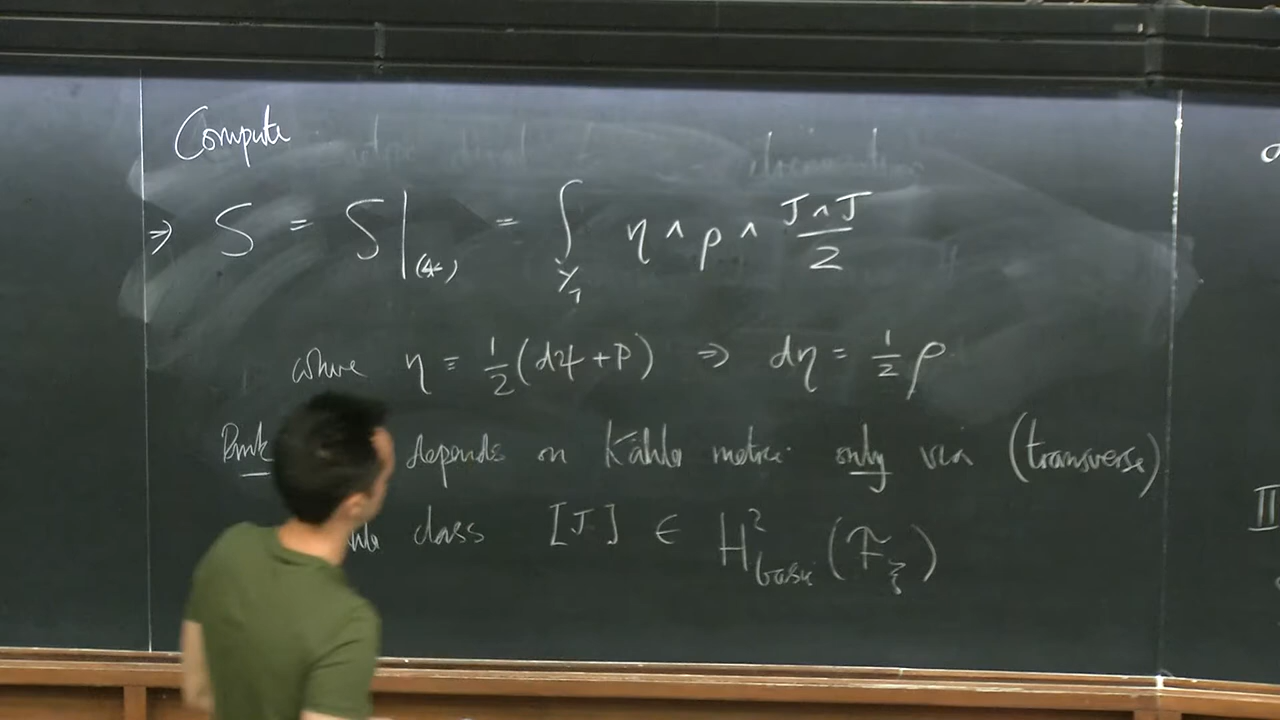 Compute
⇒ S = S|_(*) = ∫_{Y_7} η ∧ ρ ∧ J∧J/2
where η ≡ 1/2 (dψ + P) ⇒ dη = 1/2 ρ
Rmk depends on Kähler metric only via (transverse)
class [J] ∈ H²_basic (F_ξ)
III